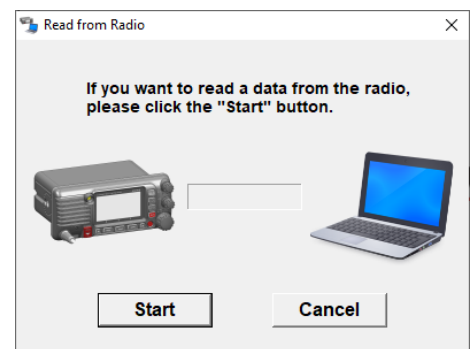 Read from Radio
If you want to read a data from the radio,
please click the "Start" button.
Start
Cancel